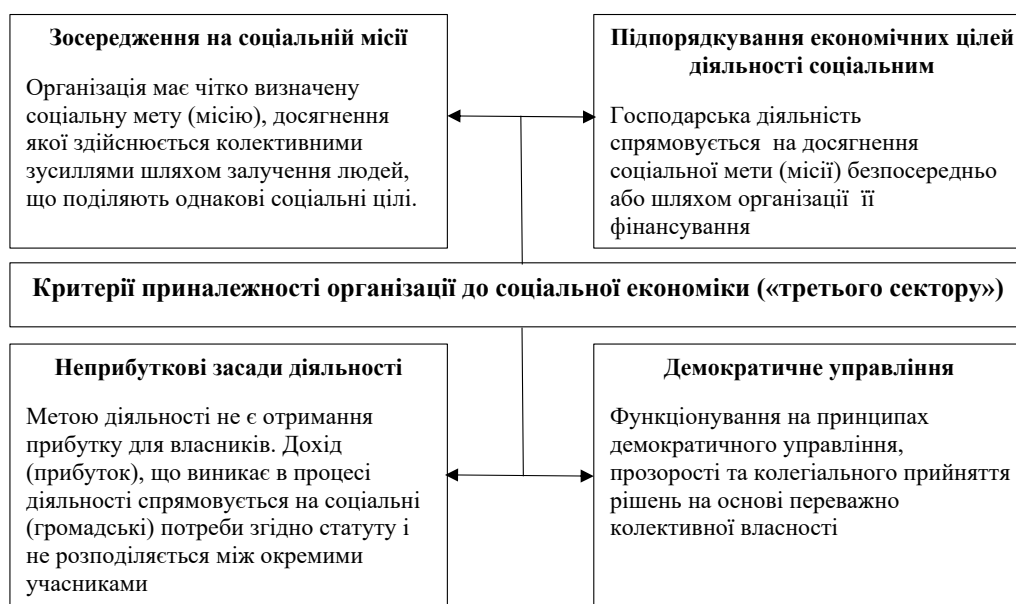 Зосередження на соціальній місії
Організація має чітко визначену
соціальну мету (місію), досягнення
якої здійснюється колективними
зусиллями шляхом залучення людей,
що поділяють однакові соціальні цілі.
Підпорядкування економічних цілей
діяльності соціальним
Господарська діяльність
спрямовується на досягнення
соціальної мети (місії) безпосередньо
або шляхом організації її
фінансування
Критерії приналежності організації до соціальної економіки («третього сектору»)
Неприбуткові засади діяльності
Метою діяльності не є отримання
прибутку для власників. Дохід
(прибуток), що виникає в процесі
діяльності спрямовується на соціальні
(громадські) потреби згідно статуту і
не розподіляється між окремими
учасниками
Демократичне управління
Функціонування на принципах
демократичного управління,
прозорості та колегіального прийняття
рішень на основі переважно
колективної власності